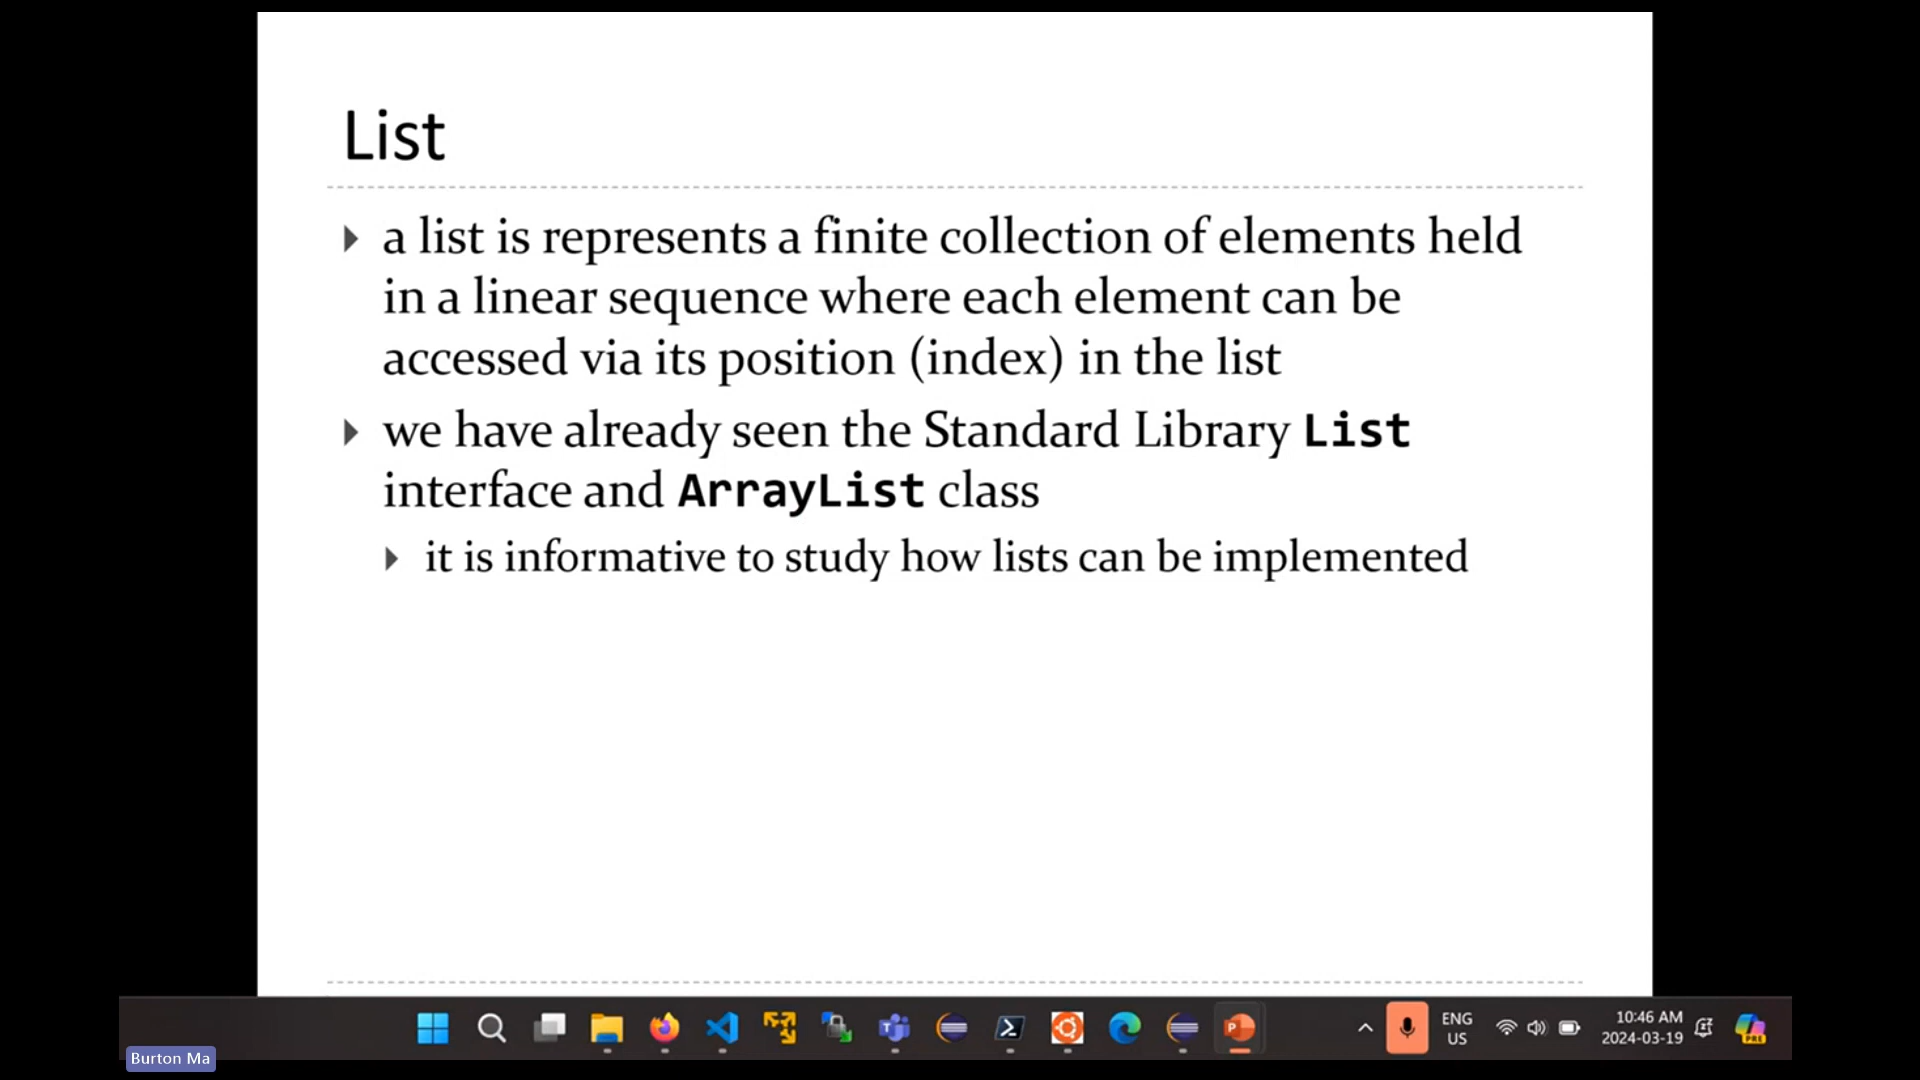 List
a list is represents a finite collection of elements held
in a linear sequence where each element can be
accessed via its position (index) in the list
we have already seen the Standard Library List
interface and ArrayList class
it is informative to study how lists can be implemented
ENG
US
10:46 AM
2024-03-19
PRE
Burton Ma